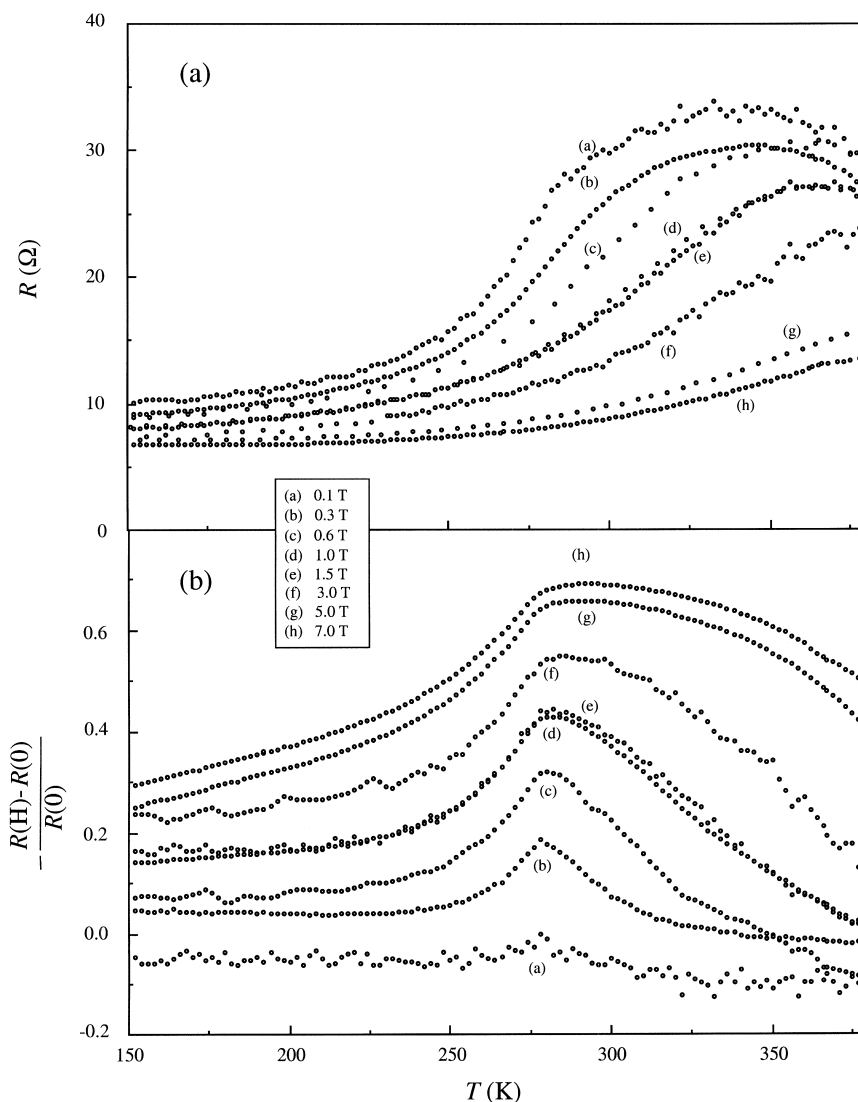 40
(a)
30
(a)
(b)
(d)
(c)
(e)
R (Ω)
20
(g)
(f)
10
(h)
0
(a) 0.1 T
(b) 0.3 T
(c) 0.6 T
(d) 1.0 T
(e) 1.5 T
(f) 3.0 T
(g) 5.0 T
(h) 7.0 T
(b)
(h)
0.6
(g)
(f)
(e)
0.4
(d)
(c)
− R(H)- R(0)
R(0)
0.2
(b)
0.0
(a)
-0.2
150 200 250 300 350
T (K)